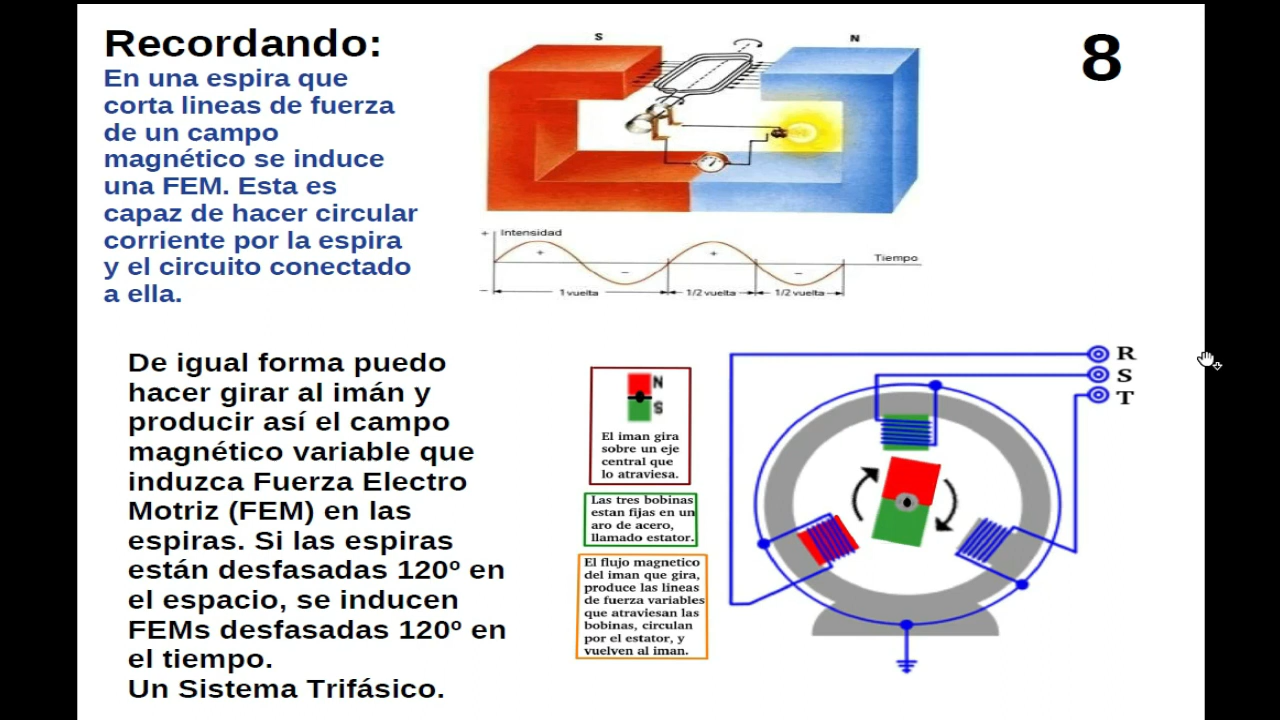 Recordando:
En una espira que
corta lineas de fuerza
de un campo
magnético se induce
una FEM. Esta es
capaz de hacer circular
corriente por la espira
y el circuito conectado
a ella.
S
N
8
+
Intensidad
+
+
−
−
Tiempo
−
1 vuelta
1/2 vuelta
1/2 vuelta
De igual forma puedo
hacer girar al imán y
producir así el campo
magnético variable que
induzca Fuerza Electro
Motriz (FEM) en las
espiras. Si las espiras
están desfasadas 120º en
el espacio, se inducen
FEMs desfasadas 120º en
el tiempo.
Un Sistema Trifásico.
N
S
El iman gira
sobre un eje
central que
lo atraviesa.
Las tres bobinas
estan fijas en un
aro de acero,
llamado estator.
El flujo magnetico
del iman que gira,
produce las lineas
de fuerza variables
que atraviesan las
bobinas, circulan
por el estator, y
vuelven al iman.
R
S
T